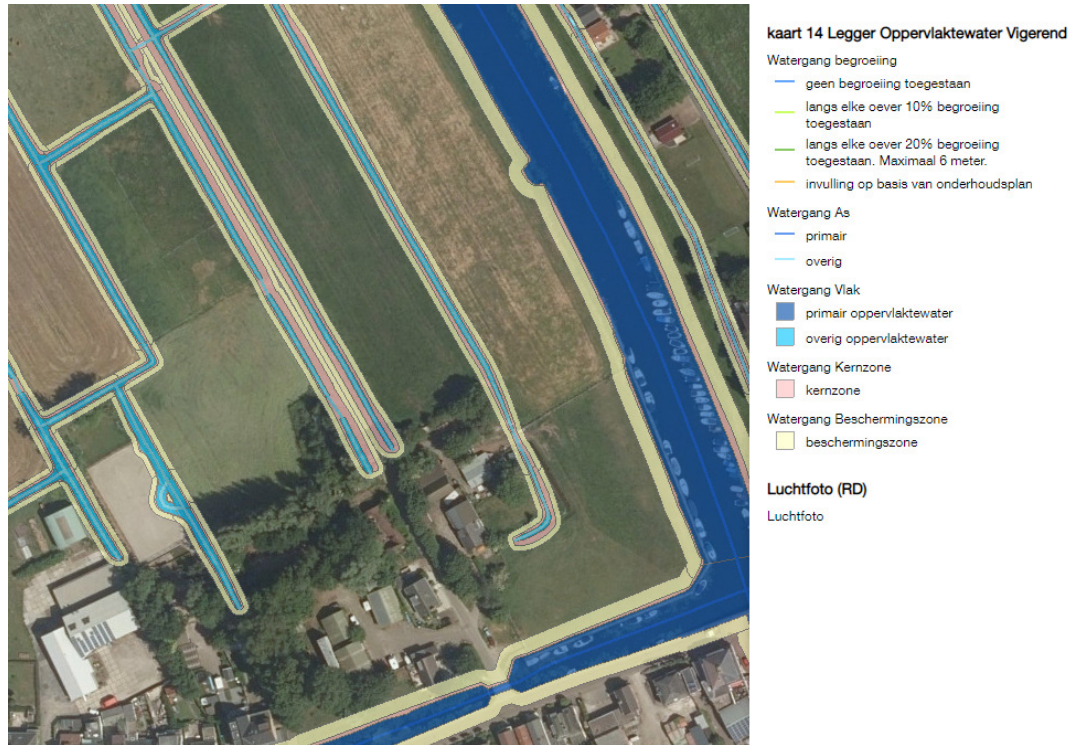 kaart 14 Legger Oppervlaktewater Vigerend
Watergang begroeiing
geen begroeiing toegestaan
langs elke oever 10% begroeiing
toegestaan
langs elke oever 20% begroeiing
toegestaan. Maximaal 6 meter.
invulling op basis van onderhoudsplan
Watergang As
primair
overig
Watergang Vlak
primair oppervlaktewater
overig oppervlaktewater
Watergang Kernzone
kernzone
Watergang Beschermingszone
beschermingszone
Luchtfoto (RD)
Luchtfoto